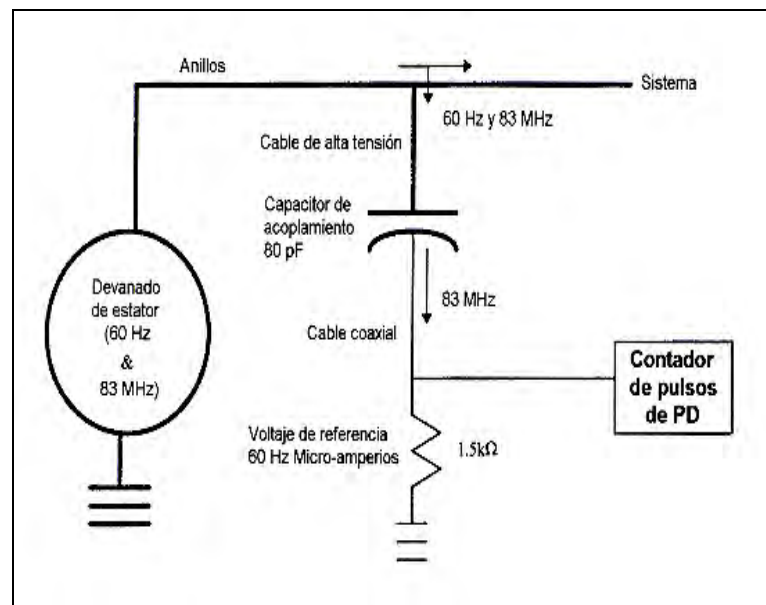 Anillos
Sistema
60 Hz y 83 MHz
Cable de alta tensión
Capacitor de
acoplamiento
80 pF
Devanado
de estator
(60 Hz
&
83 MHz)
83 MHz
Cable coaxial
Contador
de pulsos
de PD
Voltaje de referencia
60 Hz Micro-amperios
1.5kΩ